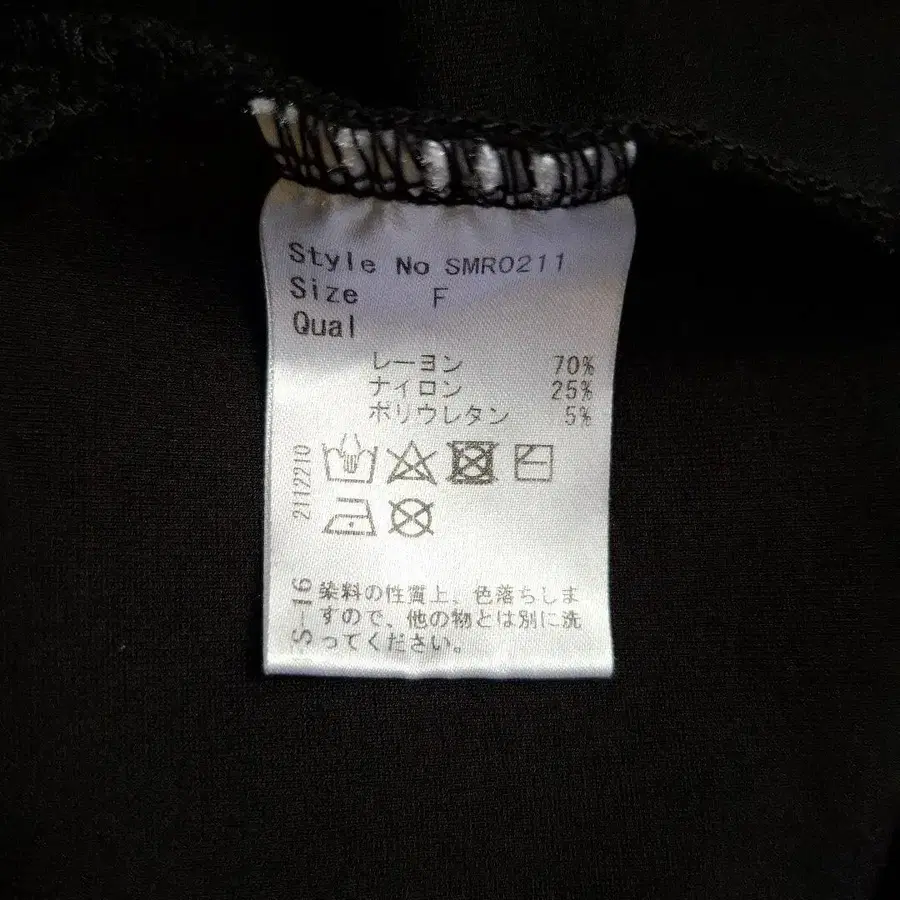 Style No SMR0211
Size F
Qual
レーヨン 70%
ナイロン 25%
ポリウレタン 5%
2112210
S-16
染料の性質上、色落ちしま
すので、他の物とは別に洗
ってください。